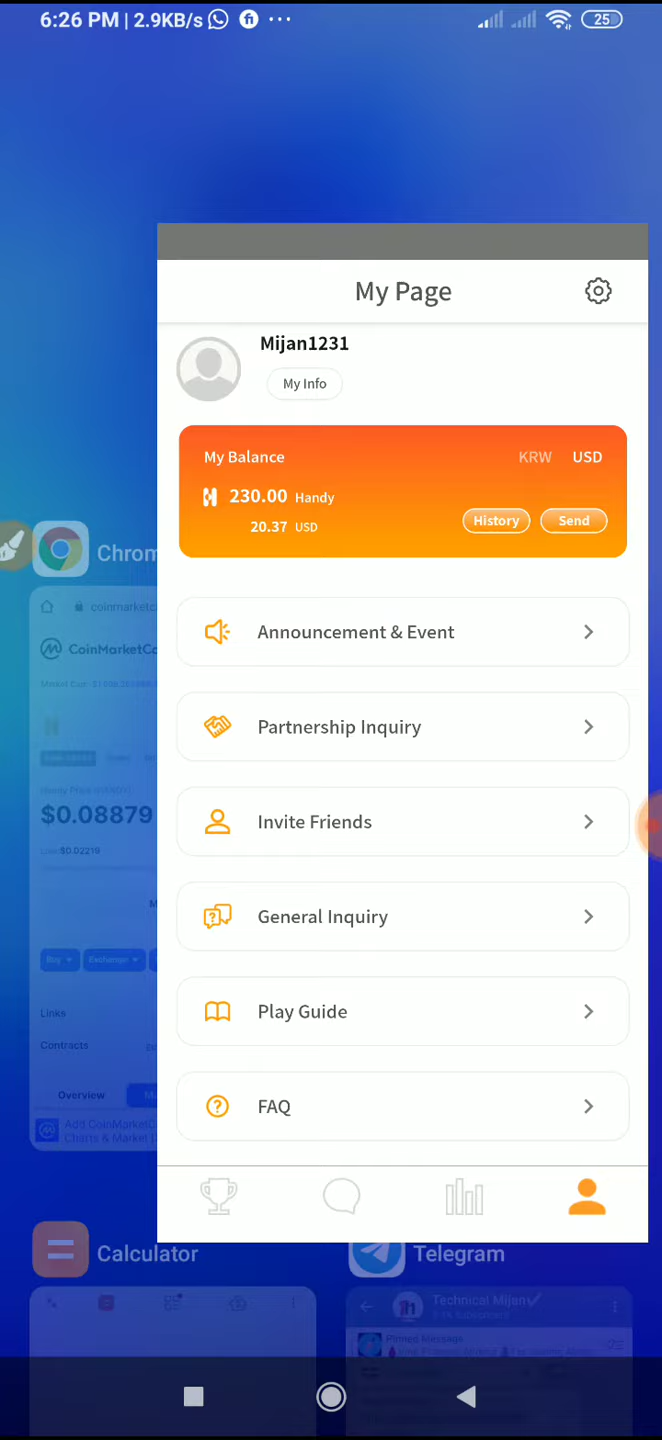 6:26 PM | 2.9KB/s
25
My Page
Mijan1231
My Info
My Balance
KRW USD
230.00 Handy
20.37 USD
History Send
Announcement & Event
Partnership Inquiry
Invite Friends
General Inquiry
Play Guide
FAQ
Chrom
coinmarketc
CoinMarketCo
$0.08879
Low: $0.02219
M
Buy
Exchange
Links
Contracts
Overview
Add CoinMarketC
Charts & Market
Calculator
Telegram
Technical Mijan
Pinned Message